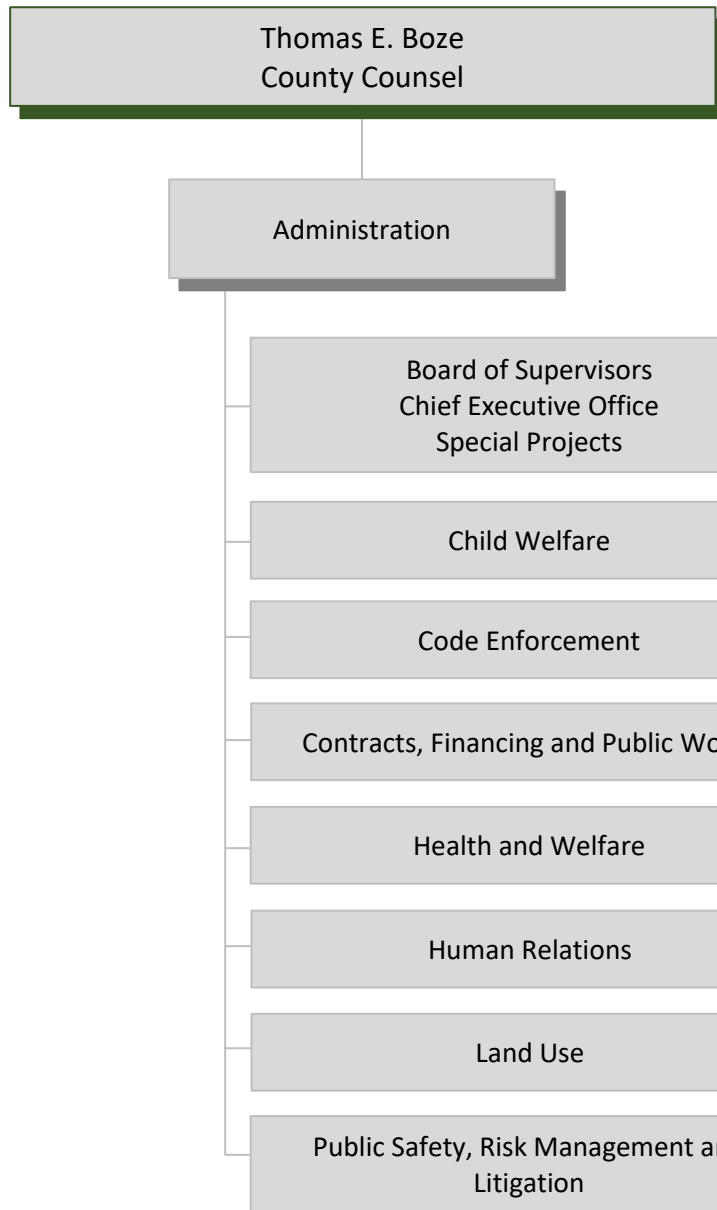 Thomas E. Boze
County Counsel
Administration
Board of Supervisors
Chief Executive Office
Special Projects
Child Welfare
Code Enforcement
Contracts, Financing and Public
Health and Welfare
Human Relations
Land Use
Public Safety, Risk Management
Litigation